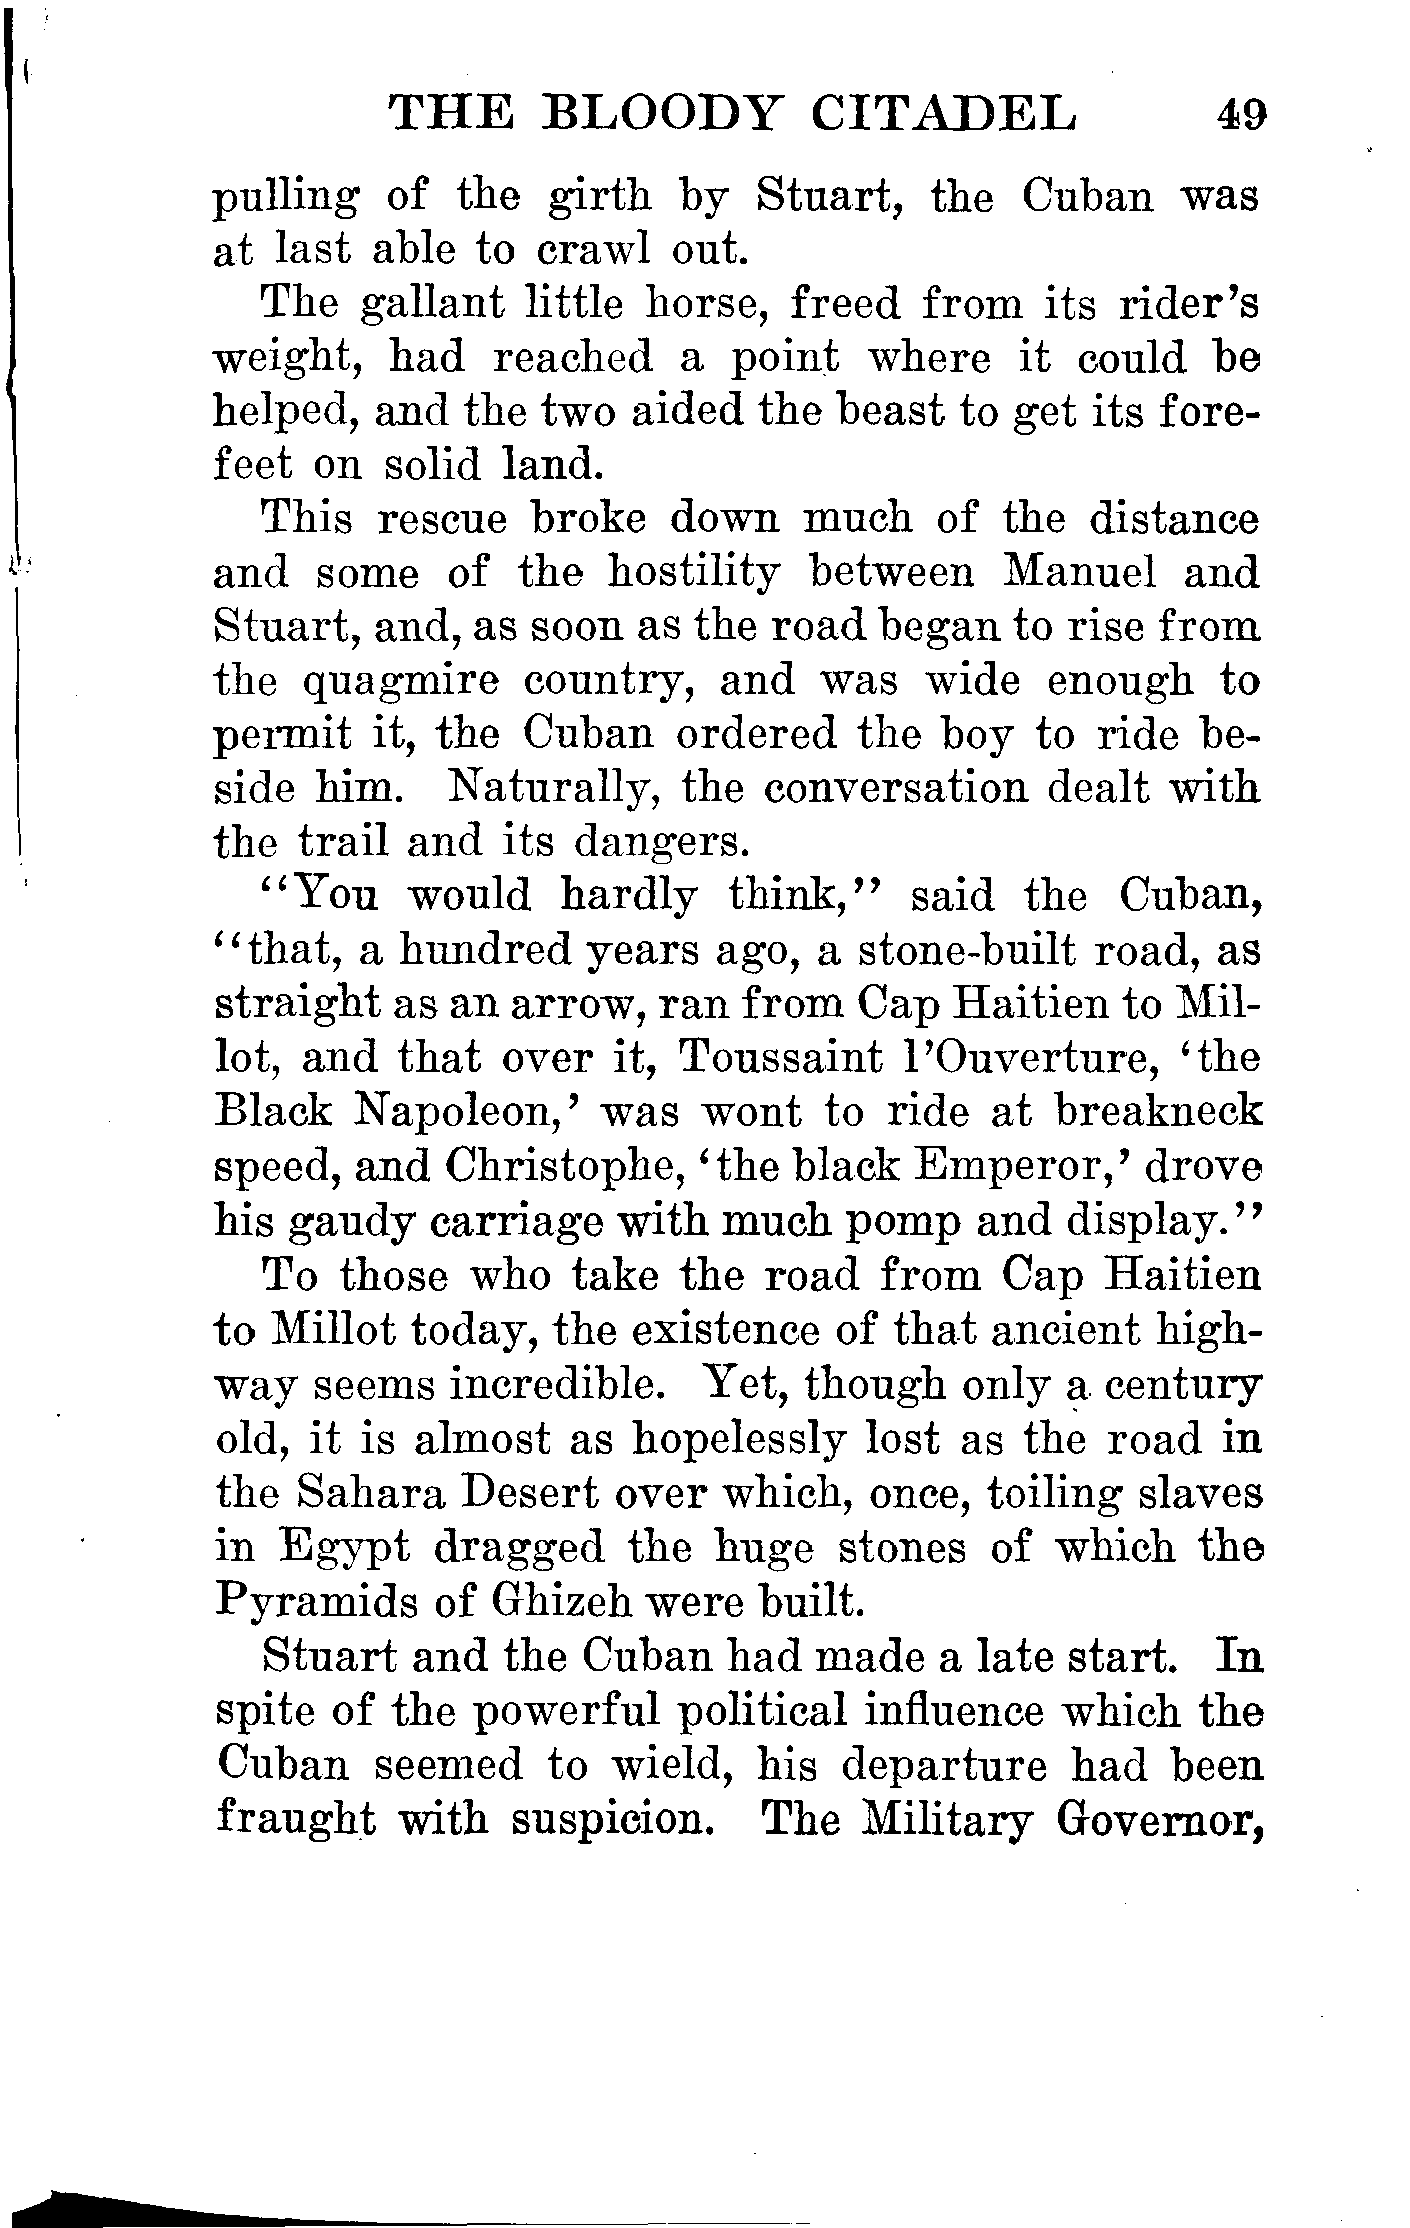 THE BLOODY CITADEL 49
pulling of the girth by Stuart, the Cuban was
at last able to crawl out.
The gallant little horse, freed from its rider's
weight, had reached a point where it could be
helped, and the two aided the beast to get its fore-
feet on solid land.
This rescue broke down much of the distance
and some of the hostility between Manuel and
Stuart, and, as soon as the road began to rise from
the quagmire country, and was wide enough to
permit it, the Cuban ordered the boy to ride be-
side him. Naturally, the conversation dealt with
the trail and its dangers.
"You would hardly think," said the Cuban,
"that, a hundred years ago, a stone-built road, as
straight as an arrow, ran from Cap Haitien to Mil-
lot, and that over it, Toussaint l'Ouverture, 'the
Black Napoleon,' was wont to ride at breakneck
speed, and Christophe, 'the black Emperor,' drove
his gaudy carriage with much pomp and display."
To those who take the road from Cap Haitien
to Millot today, the existence of that ancient high-
way seems incredible. Yet, though only a century
old, it is almost as hopelessly lost as the road in
the Sahara Desert over which, once, toiling slaves
in Egypt dragged the huge stones of which the
Pyramids of Ghizeh were built.
Stuart and the Cuban had made a late start. In
spite of the powerful political influence which the
Cuban seemed to wield, his departure had been
fraught with suspicion. The Military Governor,